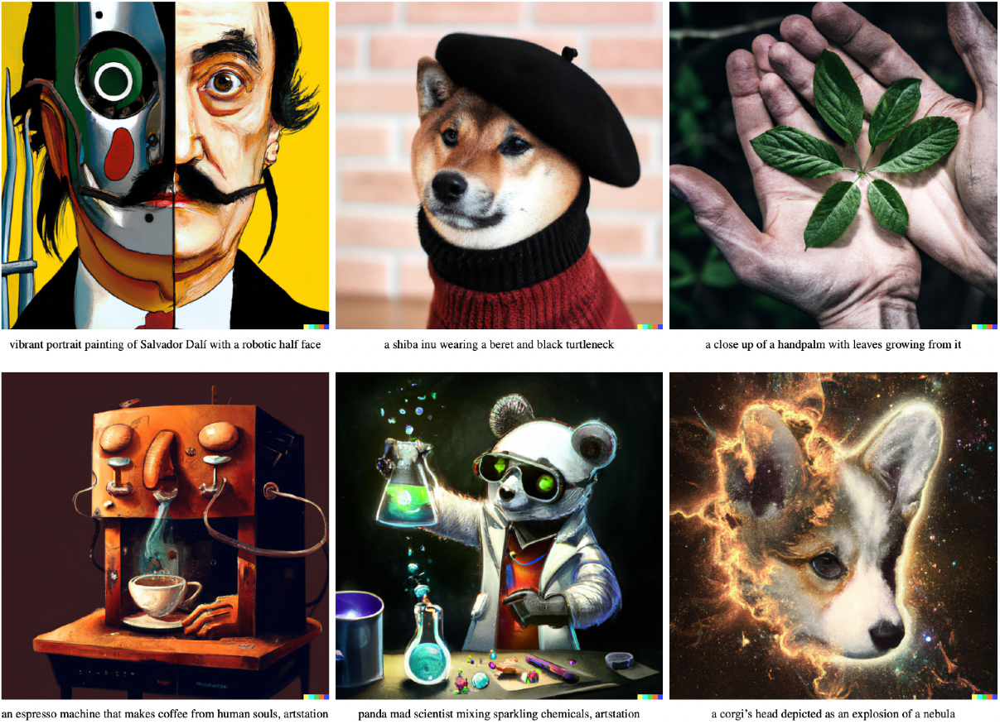 vibrant portrait painting of Salvador Dalí with a robotic half face
a shiba inu wearing a beret and black turtleneck
a close up of a handpalm with leaves growing from it
an espresso machine that makes coffee from human souls, artstation
panda mad scientist mixing sparkling chemicals, artstation
a corgi's head depicted as an explosion of a nebula